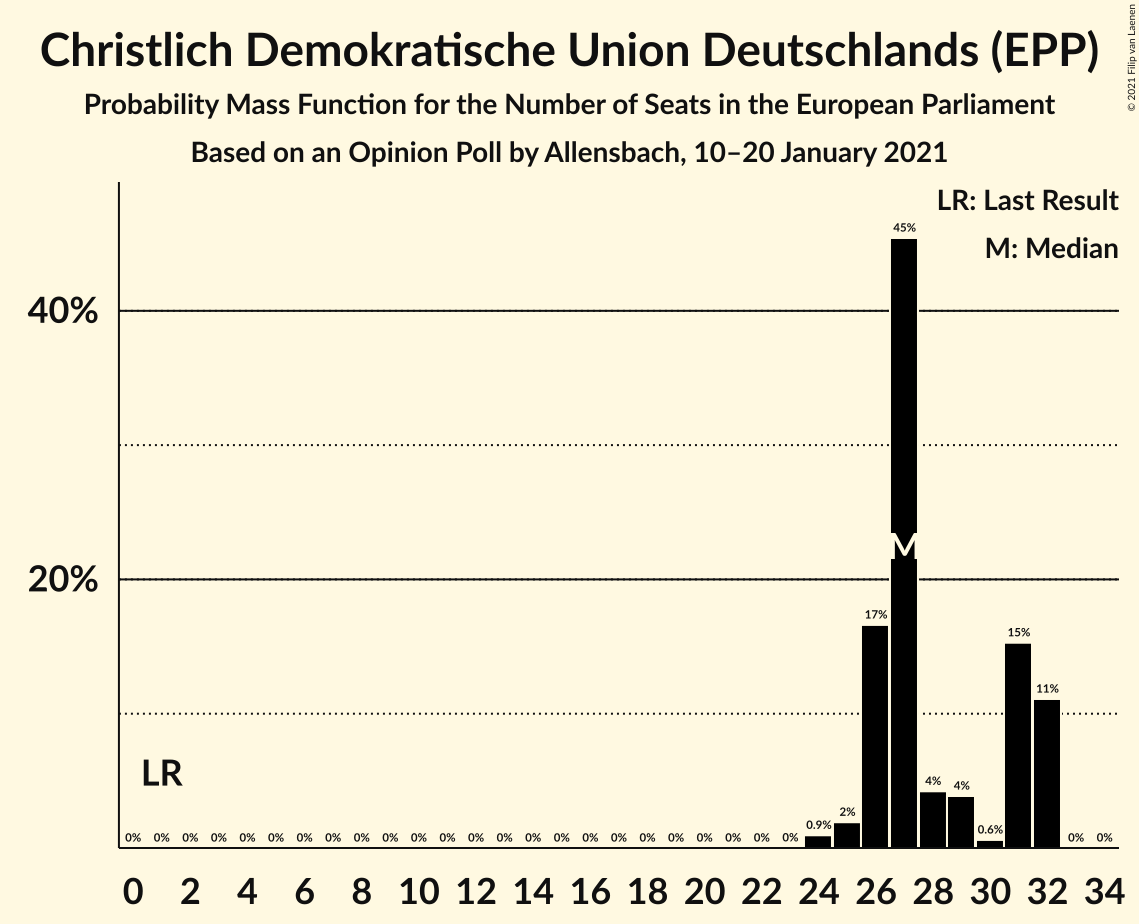 Christlich Demokratische Union Deutschlands (EPP)
Probability Mass Function for the Number of Seats in the European Parliament
Based on an Opinion Poll by Allensbach, 10–20 January 2021
© 2021 Filip van Laenen
LR: Last Result
M: Median
45%
40%
M
20%
17%
15%
11%
LR
4%
4%
2%
0.9%
0.6%
0% 0% 0% 0% 0% 0% 0% 0% 0% 0% 0% 0% 0% 0% 0% 0% 0% 0% 0% 0% 0% 0% 0% 0% 0% 0%
0 2 4 6 8 10 12 14 16 18 20 22 24 26 28 30 32 34